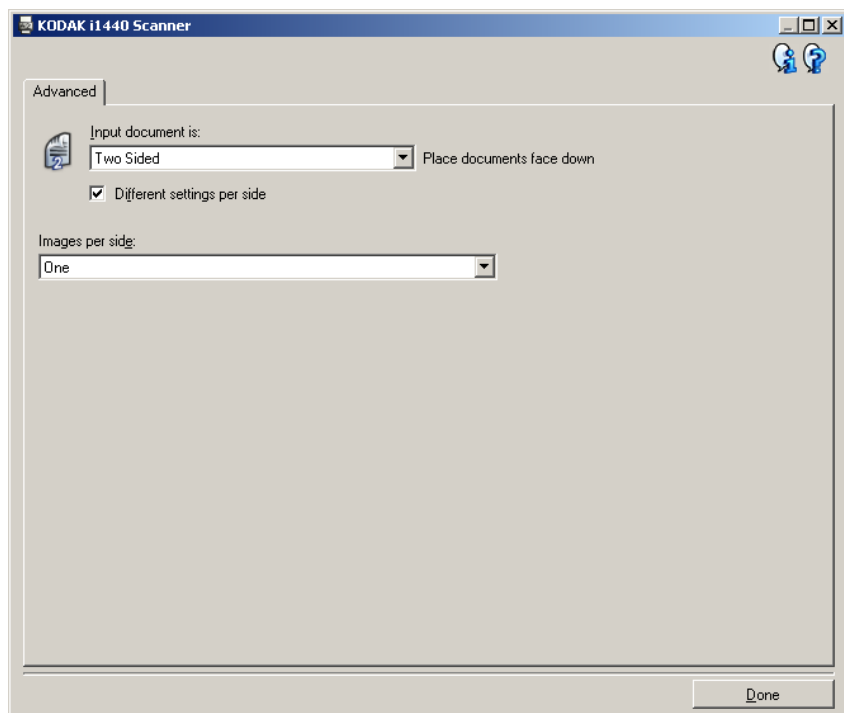 KODAK i1440 Scanner
Advanced
Input document is:
Two Sided
Place documents face down
Different settings per side
Images per side:
One
Done